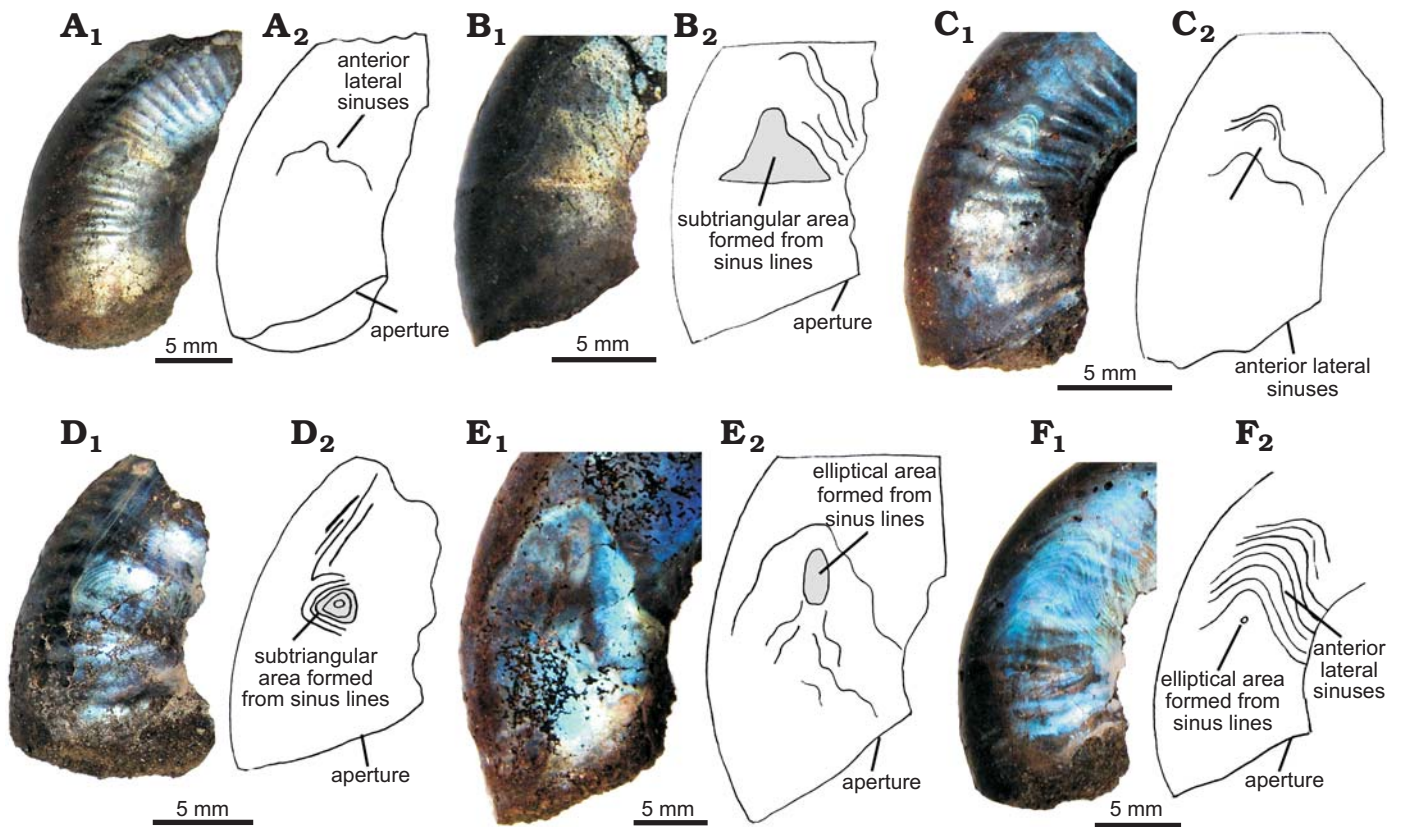 A1
A2
B1
B2
C1
C2
anterior
lateral
sinuses
aperture
5 mm
subtriangular area
formed from
sinus lines
aperture
5 mm
anterior lateral
sinuses
5 mm
D1
D2
E1
E2
F1
F2
subtriangular
area formed
from sinus lines
aperture
5 mm
elliptical area
formed from
sinus lines
aperture
5 mm
anterior
lateral
sinuses
elliptical area
formed from
sinus lines
aperture
5 mm